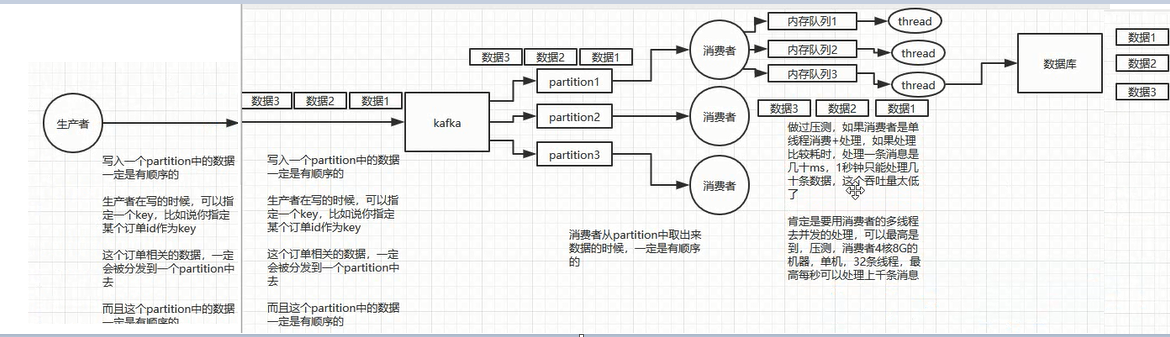 生产者
写入一个partition中的数据
一定是有顺序的
生产者在写的时候，可以指
定一个key，比如说你指定
某个订单id作为key
这个订单相关的数据，一定
会被分发到一个partition中
去
而且这个partition中的数据
一定是有顺序的
数据3 数据2 数据1
写入一个partition中的数据
一定是有顺序的
生产者在写的时候，可以指
定一个key，比如说你指定
某个订单id作为key
这个订单相关的数据，一定
会被分发到一个partition中
去
而且这个partition中的数据
一定是有顺序的
kafka
数据3 数据2 数据1
partition1
partition2
partition3
消费者
消费者
消费者
消费者从partition中取出来
数据的时候，一定是有顺序
的
内存队列1
thread
内存队列2
thread
内存队列3
thread
数据3 数据2 数据1
做过压测，如果消费者是单
线程消费+处理，如果处理
比较耗时，处理一条消息是
几十ms，1秒钟只能处理几
十条数据，这个吞吐量太低
了
肯定是要用消费者的多线程
去并发的处理，可以最高是
到，压测，消费者4核8G的
机器，单机，32条线程，最
高每秒可以处理上千条消息
数据库
数据1
数据2
数据3